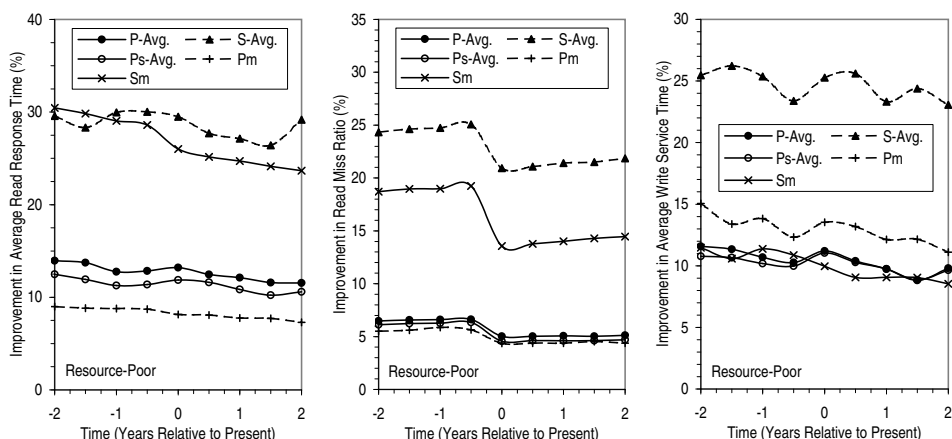 Improvement in Average Read Response Time (%)
40
30
20
10
0
P-Avg.
S-Avg.
Ps-Avg.
Pm
Sm
Resource-Poor
-2
-1
0
1
2
Time (Years Relative to Present)
Improvement in Read Miss Ratio (%)
35
30
25
20
15
10
5
0
P-Avg.
S-Avg.
Ps-Avg.
Pm
Sm
Resource-Poor
-2
-1
0
1
2
Time (Years Relative to Present)
Improvement in Average Write Service Time (%)
30
25
20
15
10
5
0
P-Avg.
S-Avg.
Ps-Avg.
Pm
Sm
Resource-Poor
-2
-1
0
1
2
Time (Years Relative to Present)